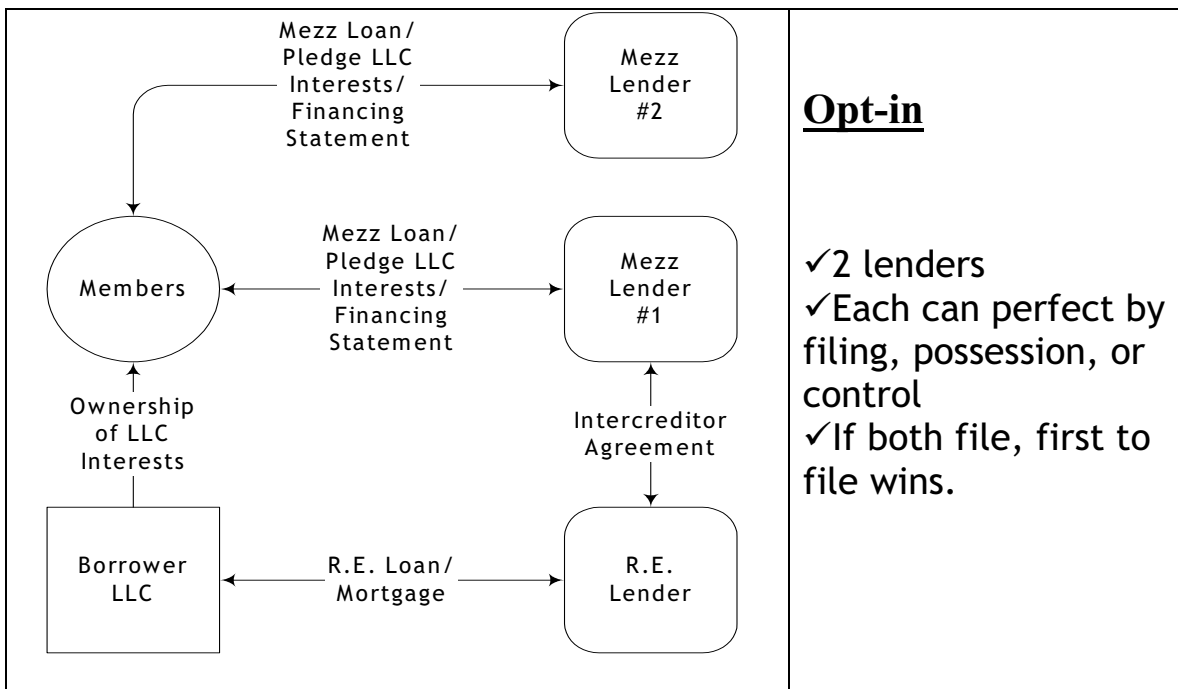 Mezz Loan/
Pledge LLC
Interests/
Financing
Statement
Mezz
Lender
#2
Members
Mezz Loan/
Pledge LLC
Interests/
Financing
Statement
Mezz
Lender
#1
Ownership
of LLC
Interests
Intercreditor
Agreement
Borrower
LLC
R.E. Loan/
Mortgage
R.E.
Lender
Opt-in
✓2 lenders
✓Each can perfect by
filing, possession, or
control
✓If both file, first to
file wins.